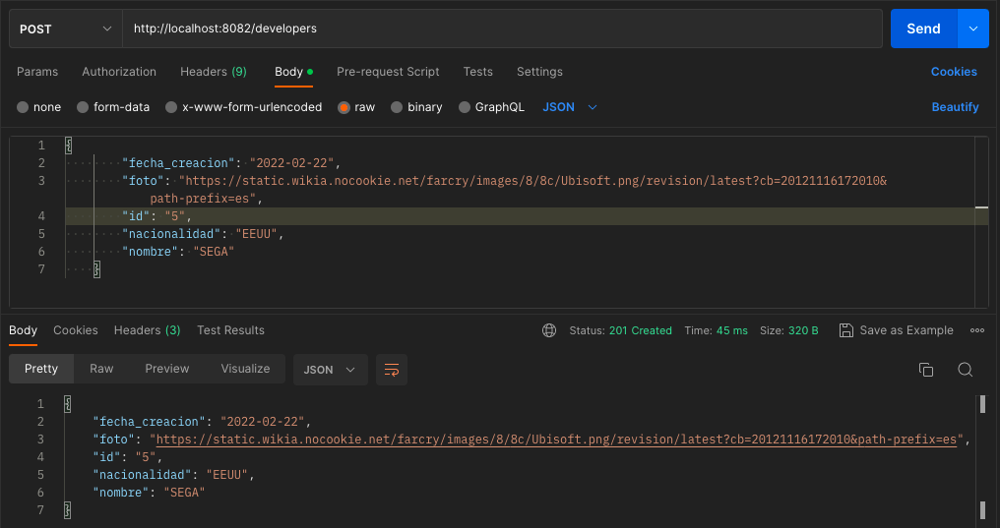 POST http://localhost:8082/developers Send
Params Authorization Headers (9) Body Pre-request Script Tests Settings Cookies
none form-data x-www-form-urlencoded raw binary GraphQL JSON Beautify
1 {
2 "fecha_creacion": "2022-02-22",
3 "foto": "https://static.wikia.nocookie.net/farcry/images/8/8c/Ubisoft.png/revision/latest?cb=20121116172010&
path-prefix=es",
4 "id": "5",
5 "nacionalidad": "EEUU",
6 "nombre": "SEGA"
7 }
Body Cookies Headers (3) Test Results Status: 201 Created Time: 45 ms Size: 320 B Save as Example
Pretty Raw Preview Visualize JSON
1 {
2 "fecha_creacion": "2022-02-22",
3 "foto": "https://static.wikia.nocookie.net/farcry/images/8/8c/Ubisoft.png/revision/latest?cb=20121116172010&path-prefix=es",
4 "id": "5",
5 "nacionalidad": "EEUU",
6 "nombre": "SEGA"
7 }